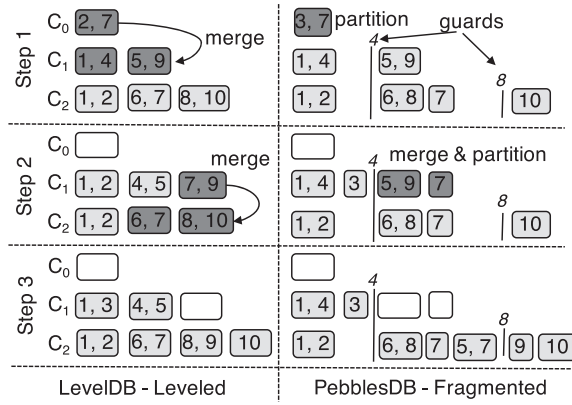 Step 1
C0 2, 7 merge
C1 1, 4 5, 9
C2 1, 2 6, 7 8, 10
3, 7 partition 4 guards
1, 4 5, 9
1, 2 6, 8 7 8 10
Step 2
C0 merge
C1 1, 2 4, 5 7, 9
C2 1, 2 6, 7 8, 10
4 merge & partition
1, 4 3 5, 9 7
1, 2 6, 8 7 8 10
Step 3
C0
C1 1, 3 4, 5
C2 1, 2 6, 7 8, 9 10
4
1, 4 3 8
1, 2 6, 8 7 5, 7 9 10
LevelDB - Leveled
PebblesDB - Fragmented